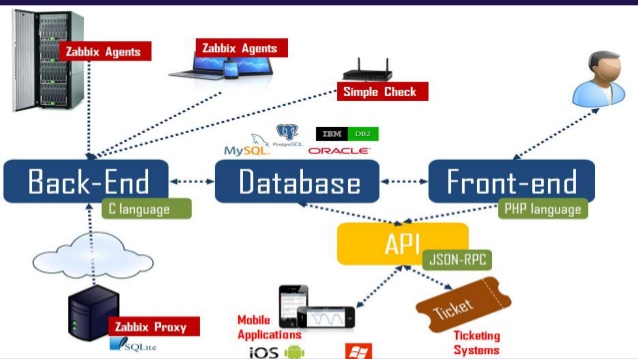 Zabbix Agents
Zabbix Agents
Simple Check
MySQL
PostgreSQL
IBM DB2
ORACLE
Back-End
C language
Database
Front-end
PHP language
API
JSON-RPC
Zabbix Proxy
SQLite
Mobile
Applications
iOS
Ticket
Ticketing
Systems